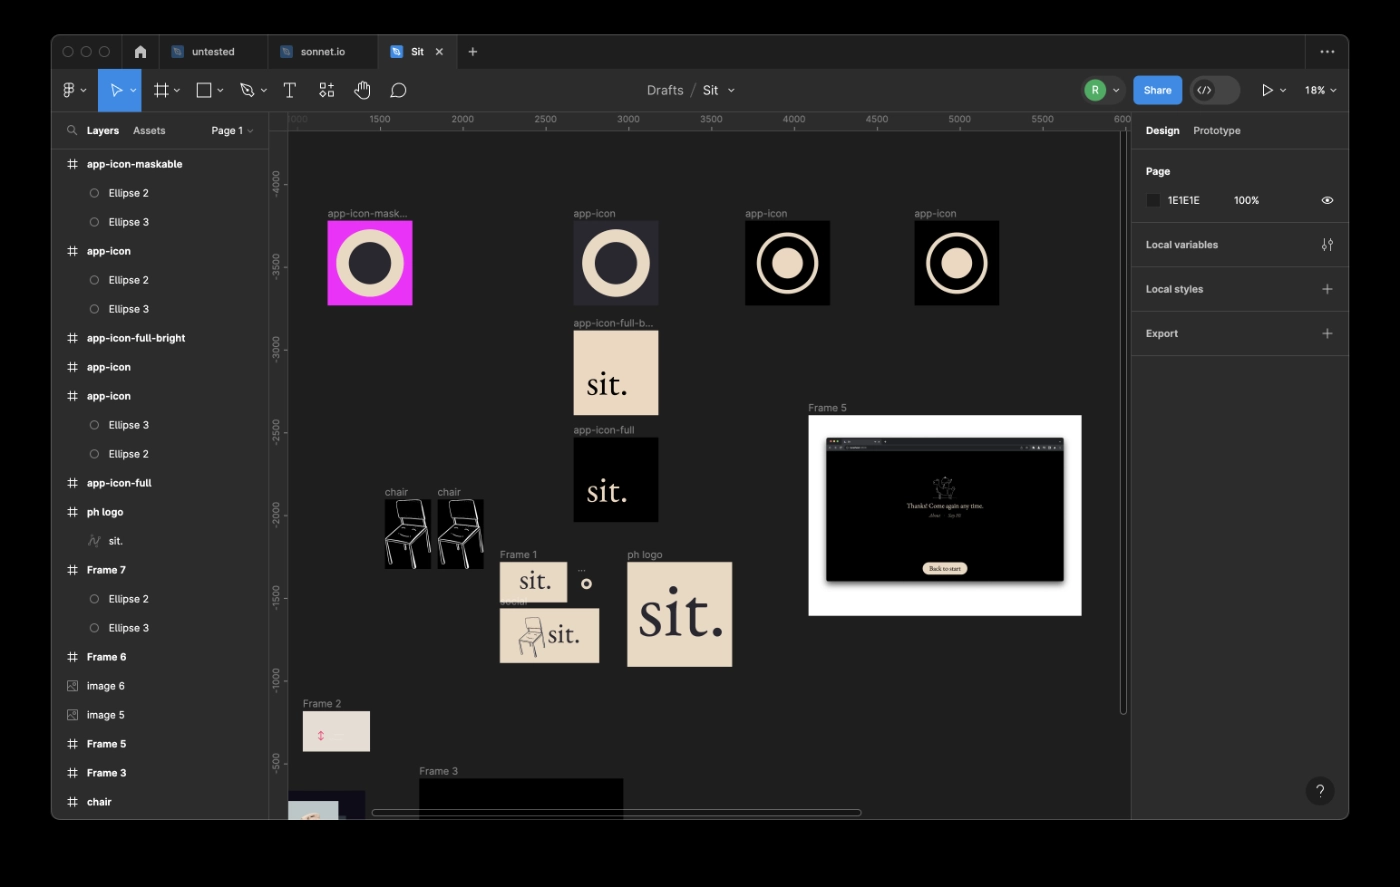 untested
sonnet.io
Sit
Drafts / Sit
R
Share
18%
Layers
Assets
Page 1
1500
2000
2500
3000
3500
4000
4500
5000
5500
Design
Prototype
app-icon-maskable
Ellipse 2
Ellipse 3
app-icon
Ellipse 2
Ellipse 3
app-icon-full-bright
app-icon
app-icon
Ellipse 3
Ellipse 2
app-icon-full
ph logo
sit.
Frame 7
Ellipse 2
Ellipse 3
Frame 6
image 6
image 5
Frame 5
Frame 3
chair
-4000
-3500
-3000
-2500
-2000
-1500
-1000
-500
app-icon-mask...
app-icon
app-icon
app-icon
app-icon-full-b...
sit.
app-icon-full
sit.
Frame 5
Thanks! Come again any time.
Back to start
chair
chair
Frame 1
sit.
...
sit.
ph logo
sit.
Frame 2
Frame 3
Page
1E1E1E
100%
Local variables
Local styles
Export
?